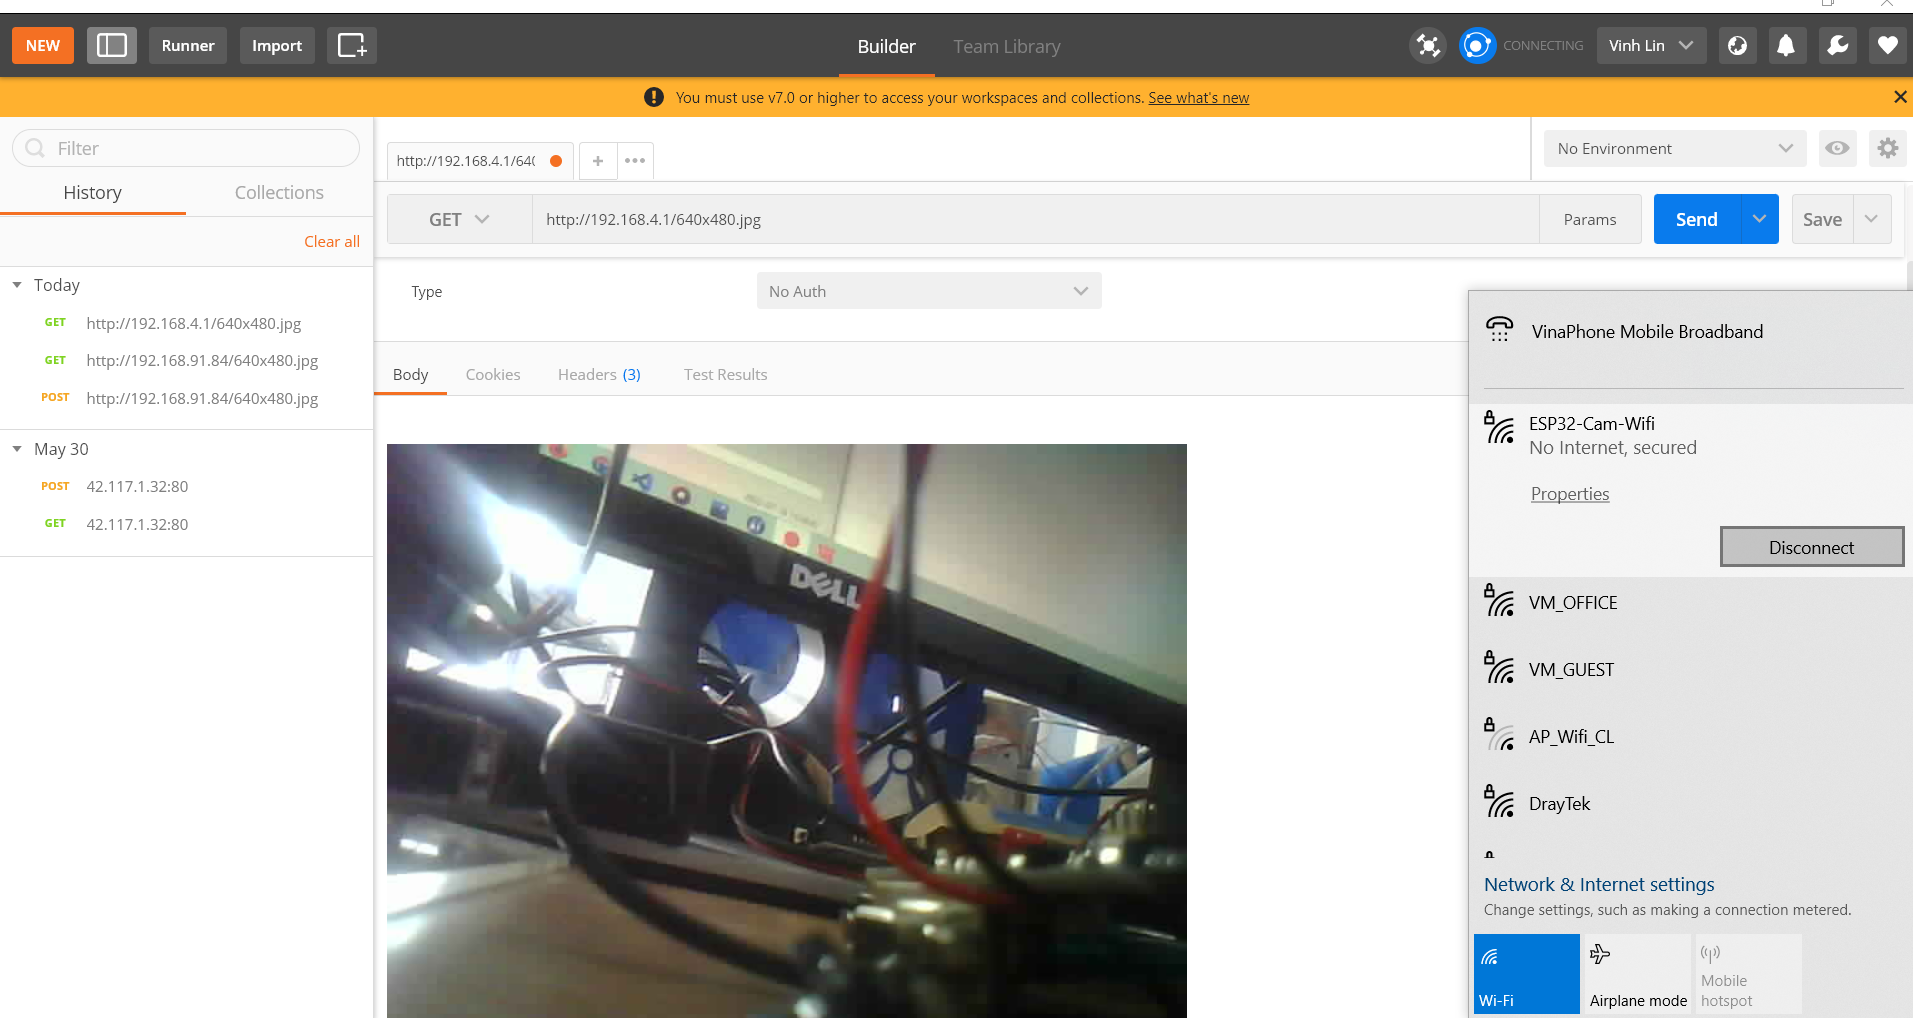 NEW
Runner
Import
Builder
Team Library
CONNECTING
Vinh Lin
You must use v7.0 or higher to access your workspaces and collections. See what's new
Filter
History
Collections
Clear all
Today
GET http://192.168.4.1/640x480.jpg
GET http://192.168.91.84/640x480.jpg
POST http://192.168.91.84/640x480.jpg
May 30
POST 42.117.1.32:80
GET 42.117.1.32:80
http://192.168.4.1/640
No Environment
GET
http://192.168.4.1/640x480.jpg
Params
Send
Save
Type
No Auth
Body
Cookies
Headers (3)
Test Results
DELL
VinaPhone Mobile Broadband
ESP32-Cam-Wifi
No Internet, secured
Properties
Disconnect
VM_OFFICE
VM_GUEST
AP_Wifi_CL
DrayTek
Network & Internet settings
Change settings, such as making a connection metered.
Wi-Fi
Airplane mode
Mobile
hotspot